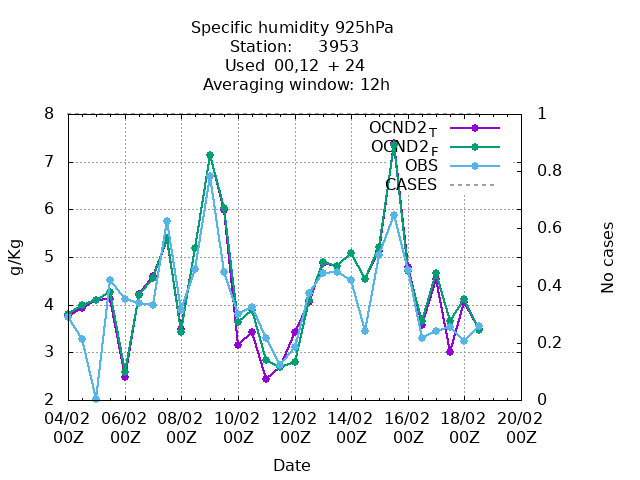 Specific humidity 925hPa
Station: 3953
Used 00,12 + 24
Averaging window: 12h
8
7
6
5
4
3
2
1
0.8
0.6
0.4
0.2
0
g/Kg
No cases
OCND2T
OCND2F
OBS
CASES
04/02 06/02 08/02 10/02 12/02 14/02 16/02 18/02 20/02
00Z 00Z 00Z 00Z 00Z 00Z 00Z 00Z 00Z
Date